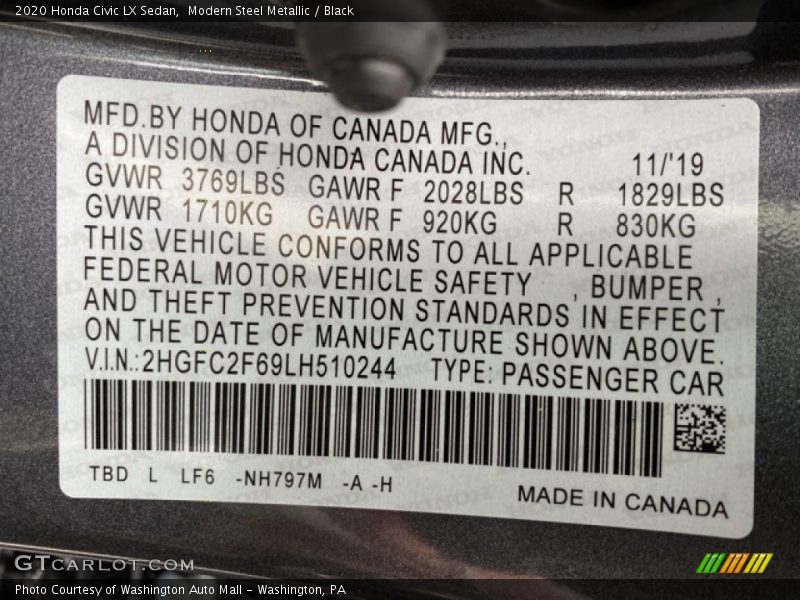 2020 Honda Civic LX Sedan, Modern Steel Metallic / Black
MFD.BY HONDA OF CANADA MFG.,
A DIVISION OF HONDA CANADA INC. 11/'19
GVWR 3769LBS GAWR F 2028LBS R 1829LBS
GVWR 1710KG GAWR F 920KG R 830KG
THIS VEHICLE CONFORMS TO ALL APPLICABLE
FEDERAL MOTOR VEHICLE SAFETY , BUMPER ,
AND THEFT PREVENTION STANDARDS IN EFFECT
ON THE DATE OF MANUFACTURE SHOWN ABOVE.
V.I.N.:2HGFC2F69LH510244 TYPE: PASSENGER CAR
TBD L LF6 -NH797M -A -H
MADE IN CANADA
GTCARLOT.COM
Photo Courtesy of Washington Auto Mall - Washington, PA